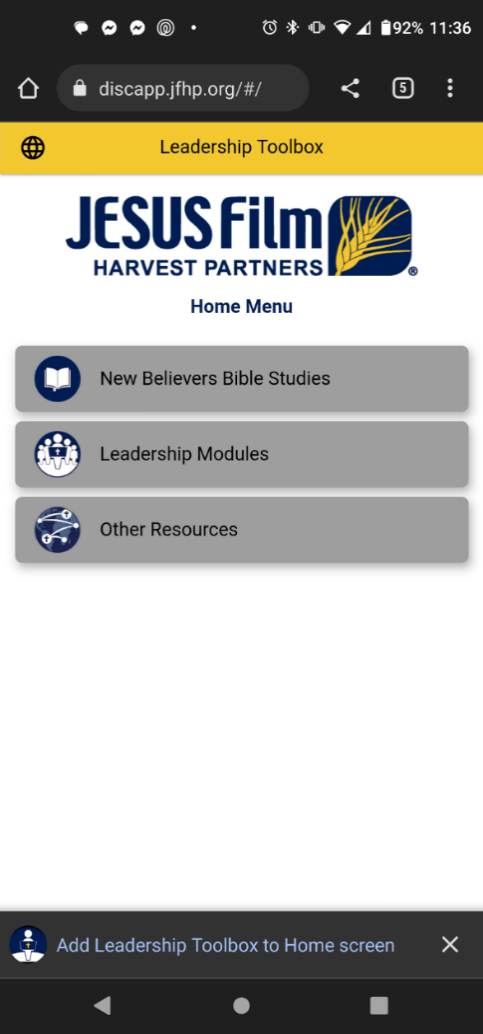 92% 11:36
discapp.jfhp.org/#/
5
Leadership Toolbox
JESUS Film
HARVEST PARTNERS®
Home Menu
New Believers Bible Studies
Leadership Modules
Other Resources
Add Leadership Toolbox to Home screen